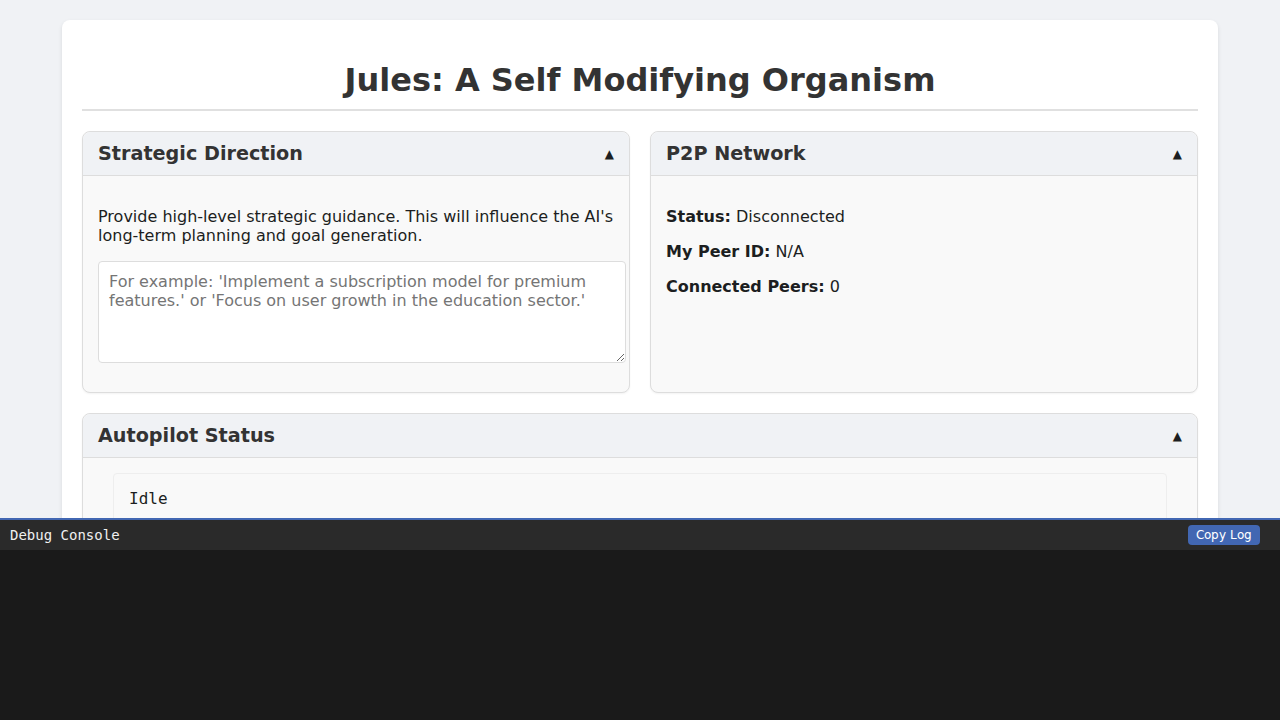 Jules: A Self Modifying Organism
Strategic Direction ▲
Provide high-level strategic guidance. This will influence the AI's
long-term planning and goal generation.
For example: 'Implement a subscription model for premium
features.' or 'Focus on user growth in the education sector.'
P2P Network ▲
Status: Disconnected
My Peer ID: N/A
Connected Peers: 0
Autopilot Status ▲
Idle
Debug Console
Copy Log